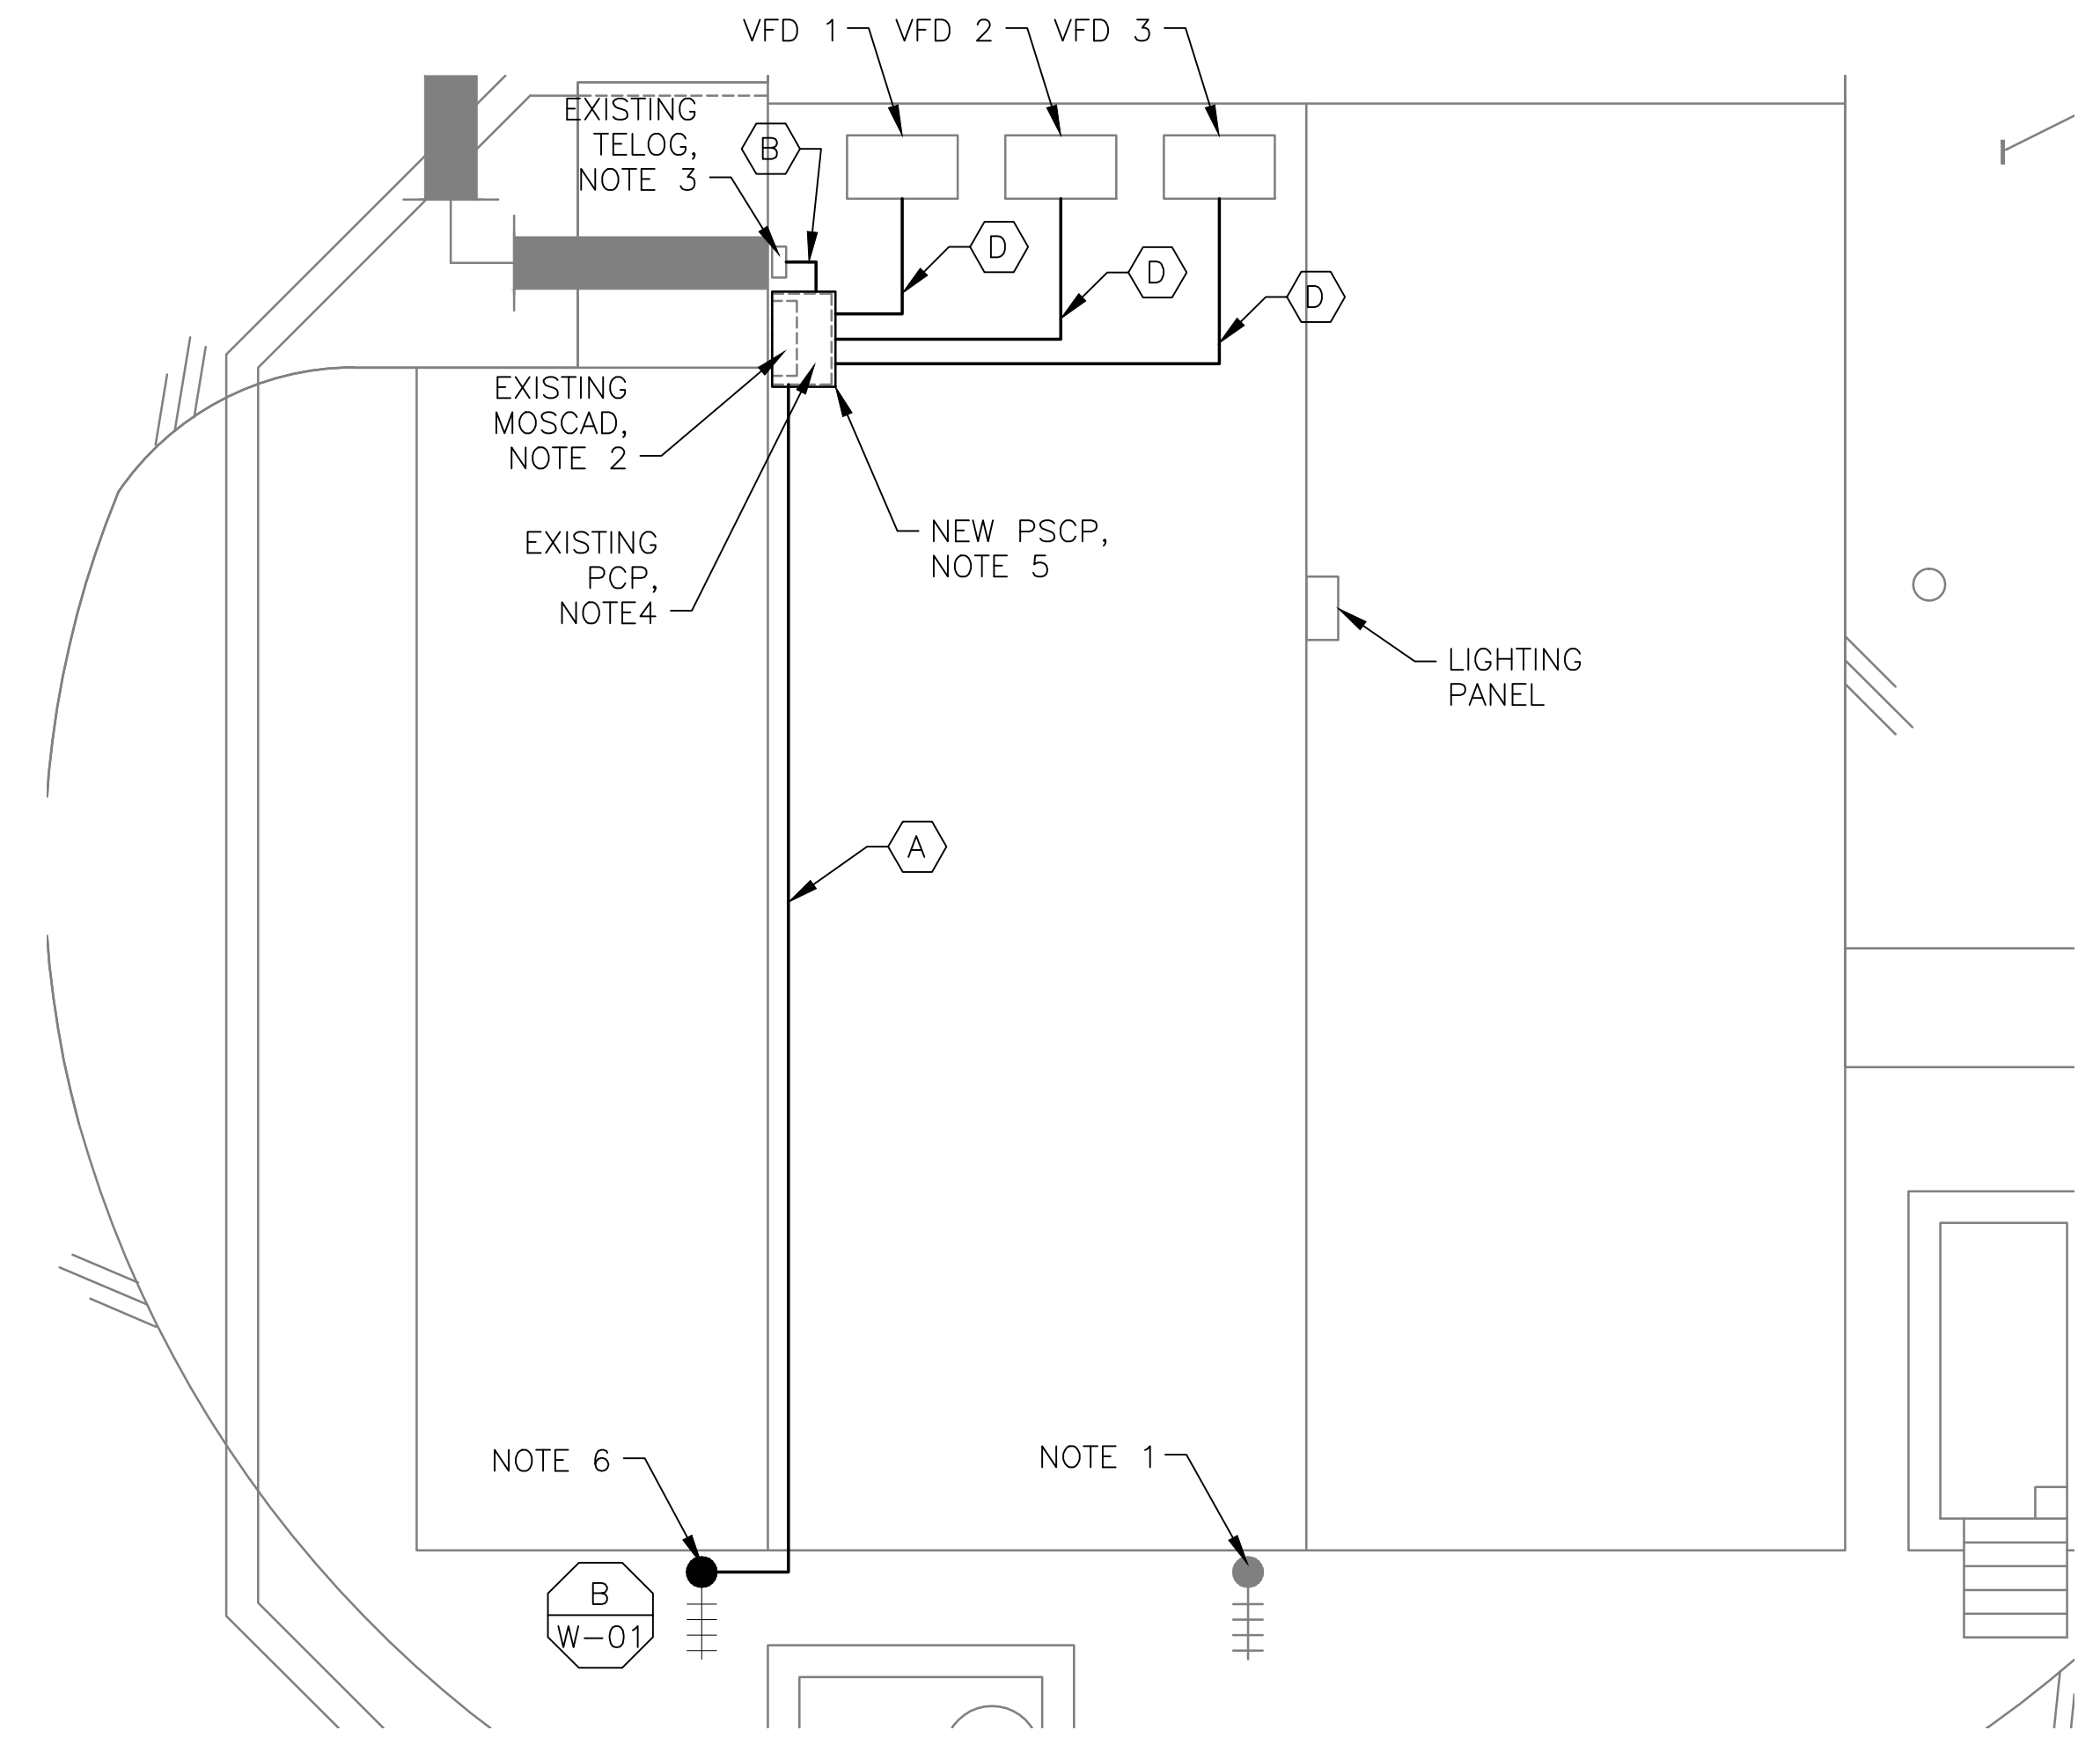 VFD 1
VFD 2
VFD 3
EXISTING
TELOG,
NOTE 3
B
D
D
D
EXISTING
MOSCAD,
NOTE 2
EXISTING
PCP,
NOTE4
NEW PSCP,
NOTE 5
LIGHTING
PANEL
A
NOTE 6
NOTE 1
B
W-01